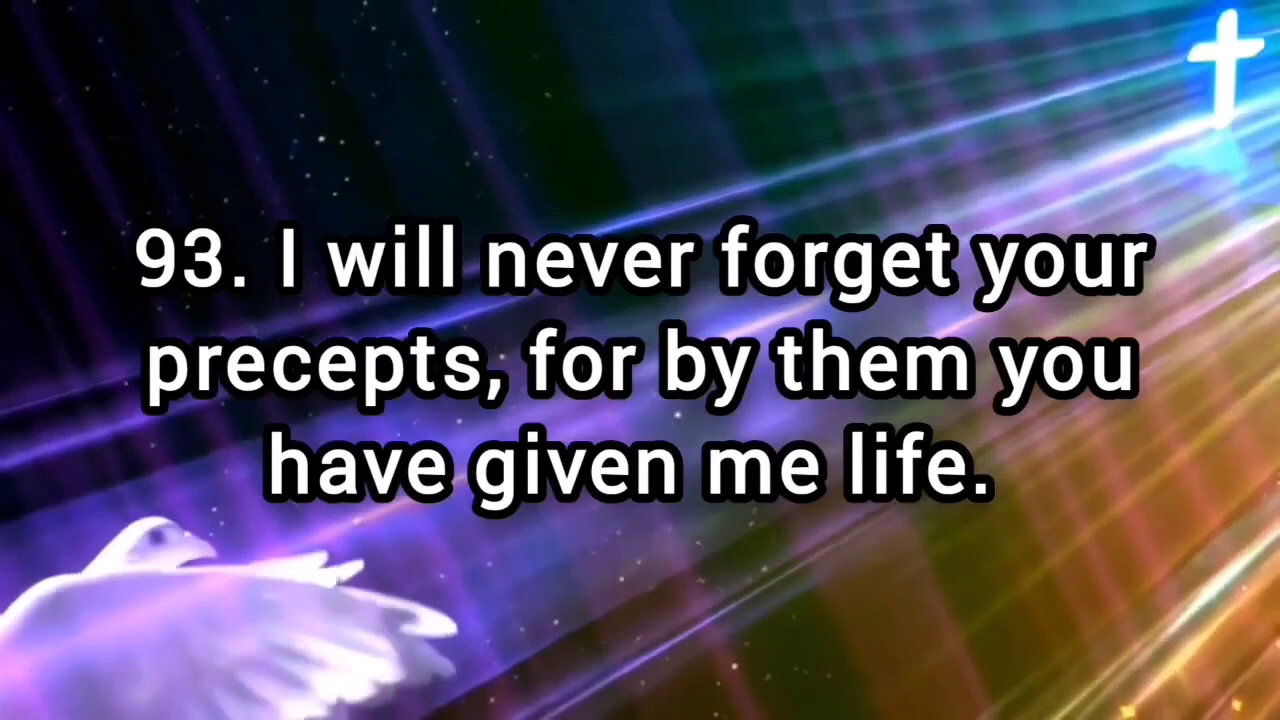 93. I will never forget your
precepts, for by them you
have given me life.